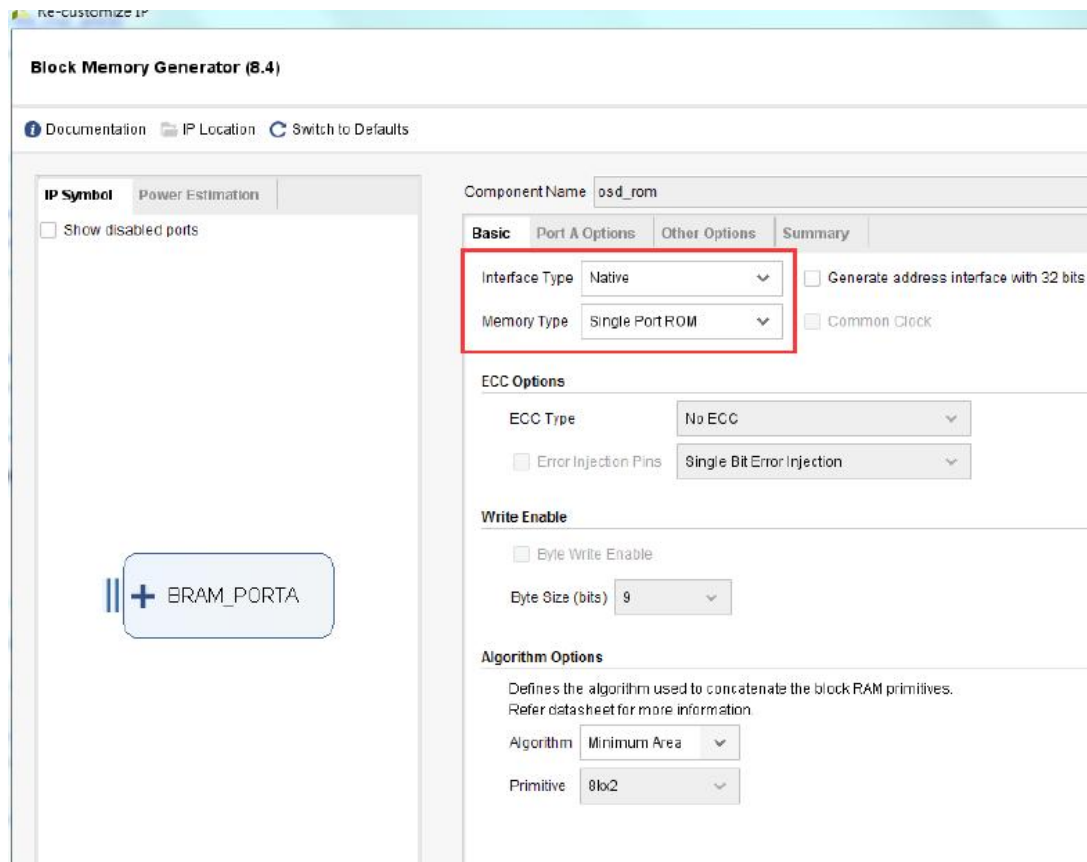 Re-customize IP
Block Memory Generator (8.4)
Documentation IP Location Switch to Defaults
IP Symbol Power Estimation
Show disabled ports
BRAM_PORTA
Component Name osd_rom
Basic Port A Options Other Options Summary
Interface Type Native Generate address interface with 32 bits
Memory Type Single Port ROM Common Clock
ECC Options
ECC Type No ECC
Error Injection Pins Single Bit Error Injection
Write Enable
Byte Write Enable
Byte Size (bits) 9
Algorithm Options
Defines the algorithm used to concatenate the block RAM primitives.
Refer datasheet for more information.
Algorithm Minimum Area
Primitive 8kx2